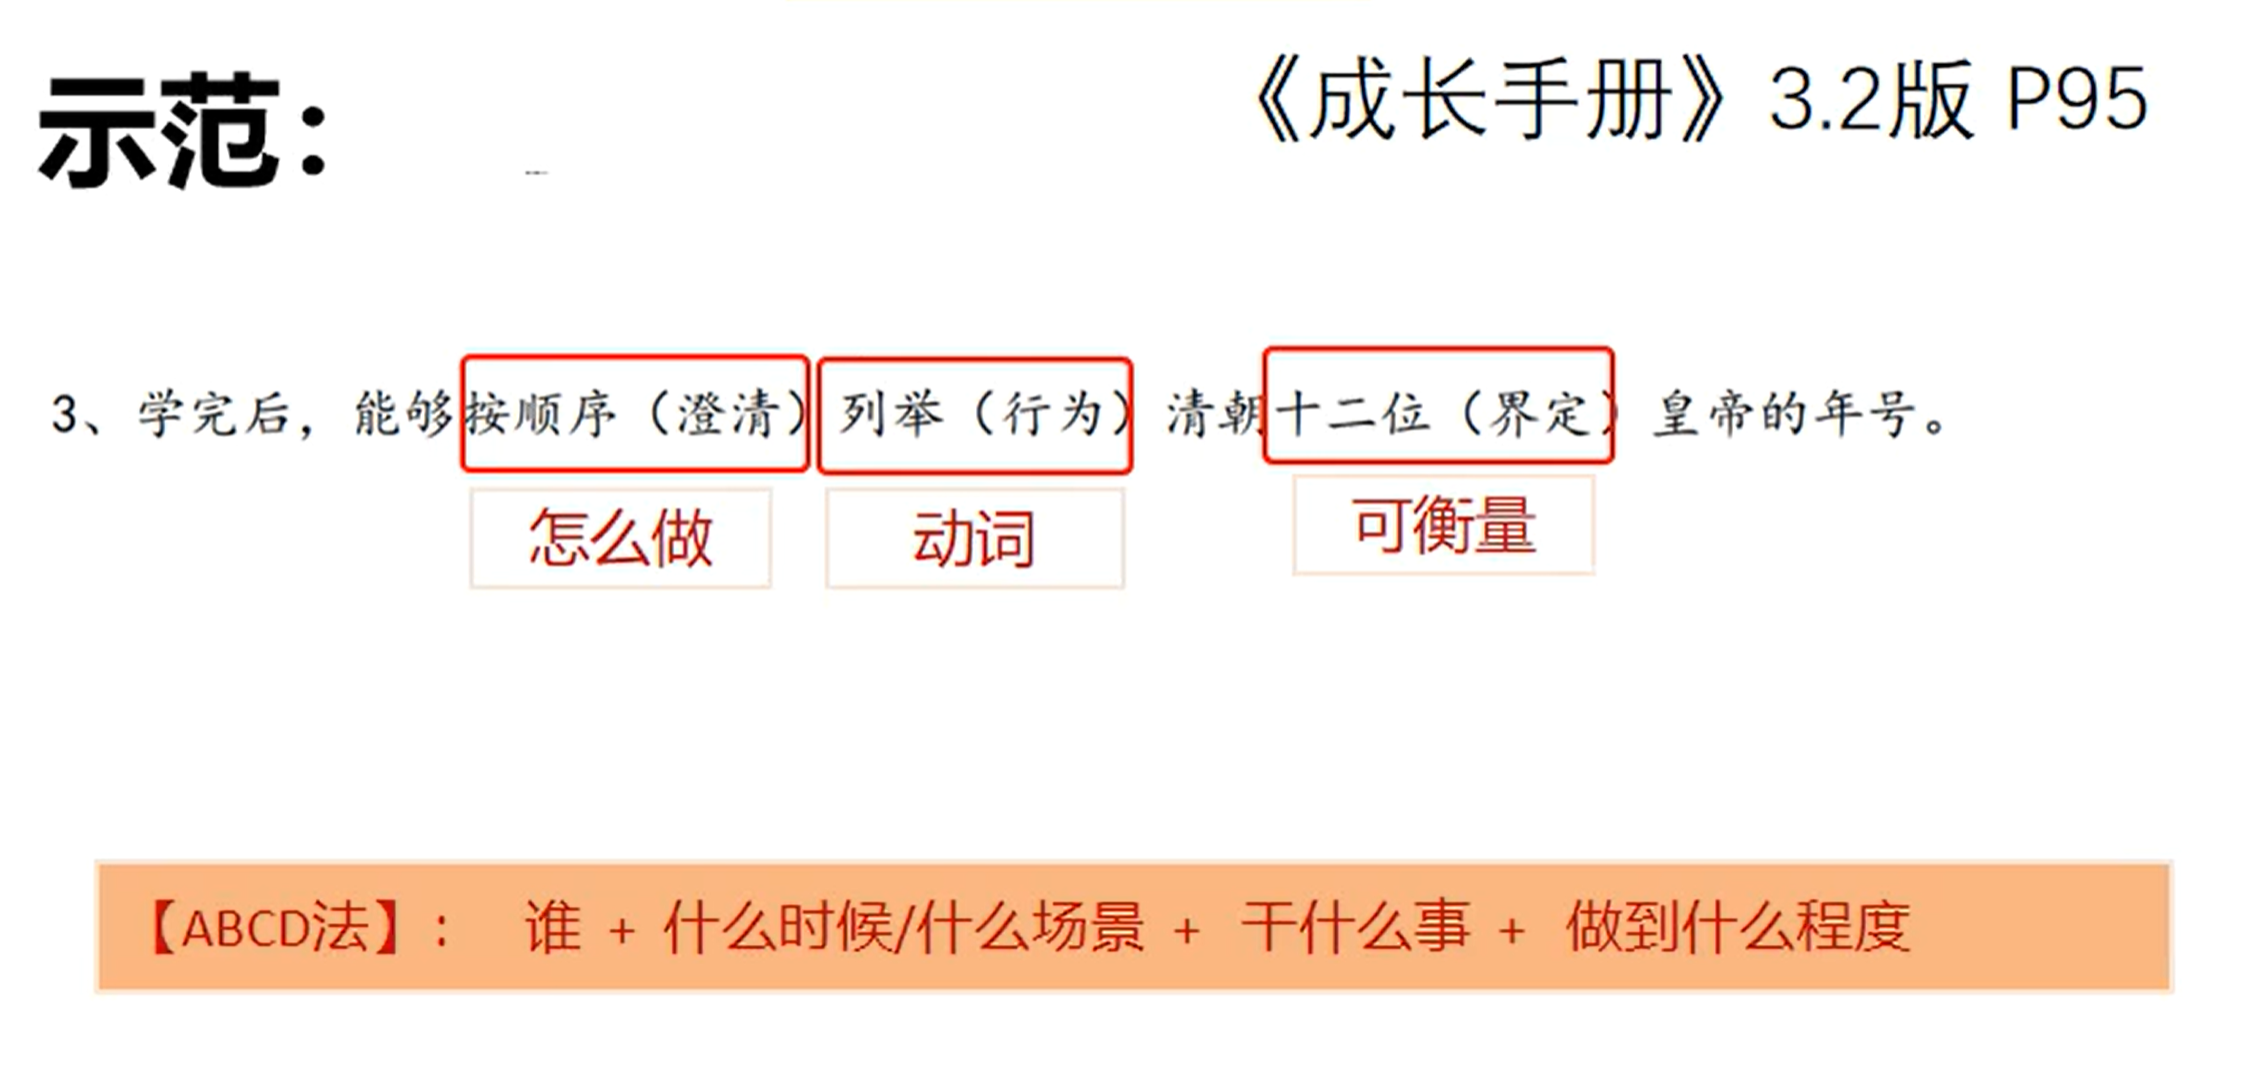 示范：
《成长手册》3.2版 P95
3、学完后，能够按顺序（澄清）列举（行为）清朝十二位（界定）皇帝的年号。
怎么做 动词 可衡量
【ABCD法】： 谁 + 什么时候/什么场景 + 干什么事 + 做到什么程度